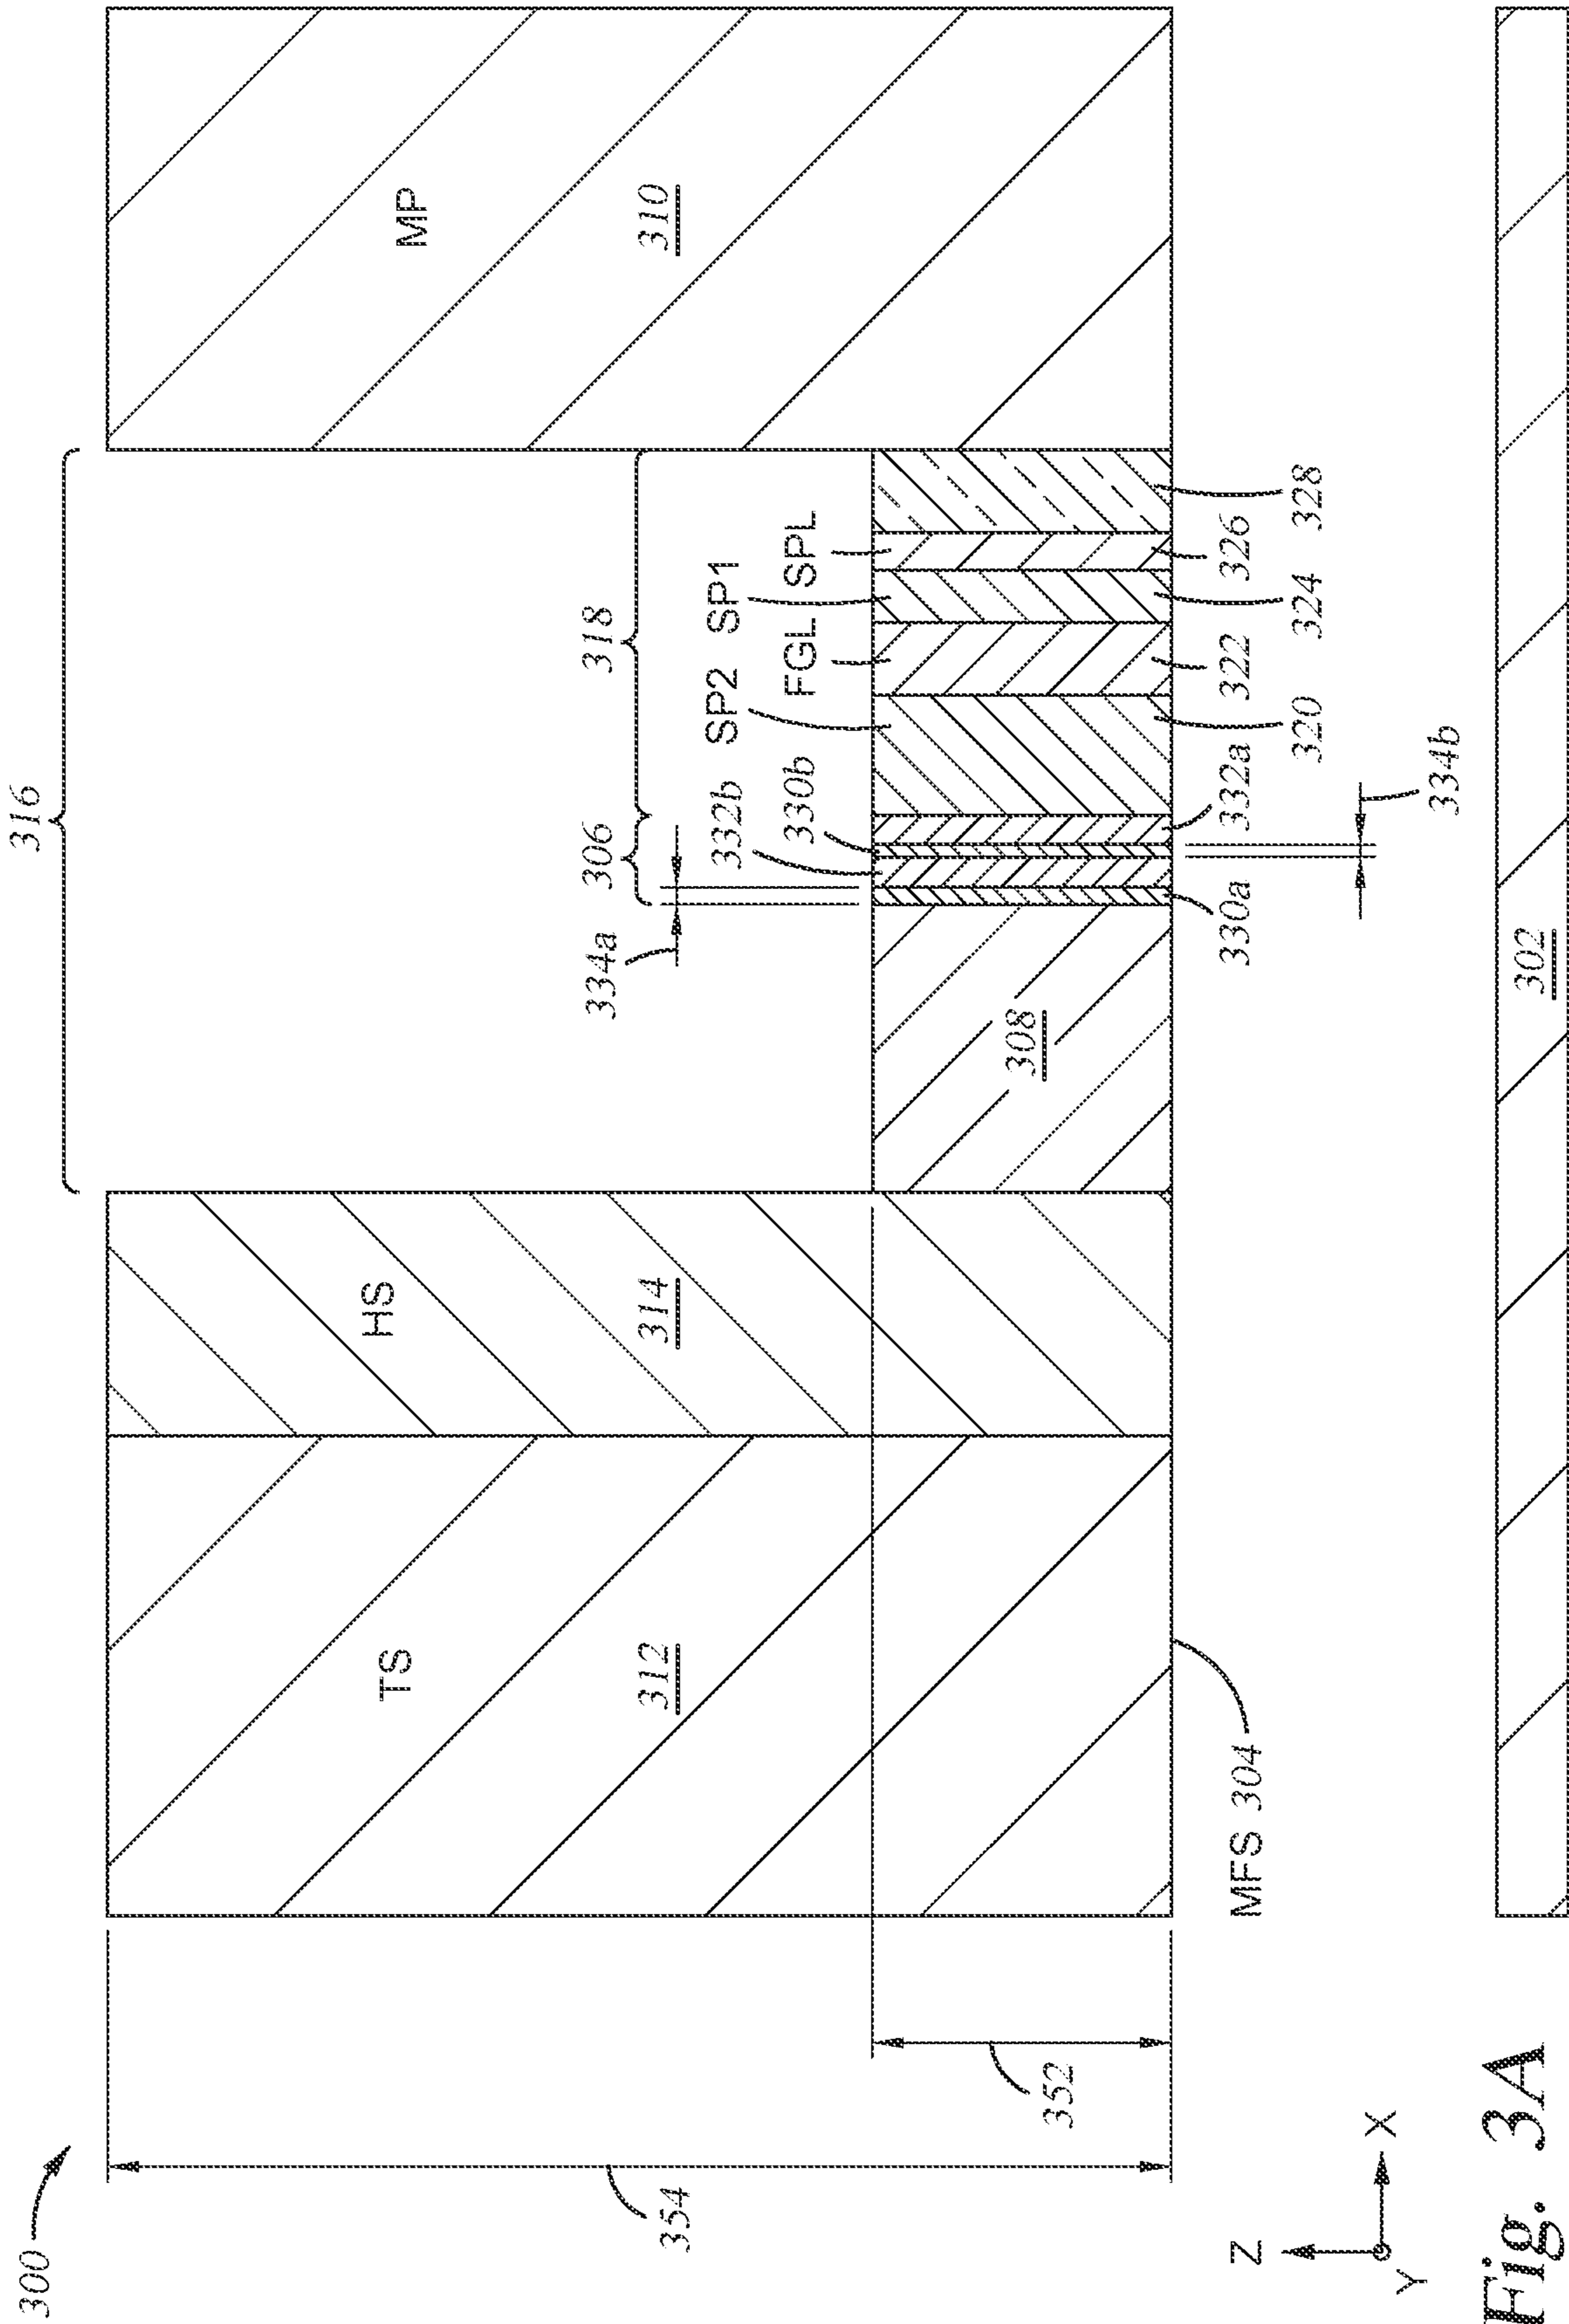 300
316
354
TS
312
HS
314
MP
310
334a
306
318
332b
330b
SP2
SP1
FGL
SPL
308
352
MFS 304
330a
332a
320
322
324
326
328
334b
302
Z
Y
X
Fig. 3A